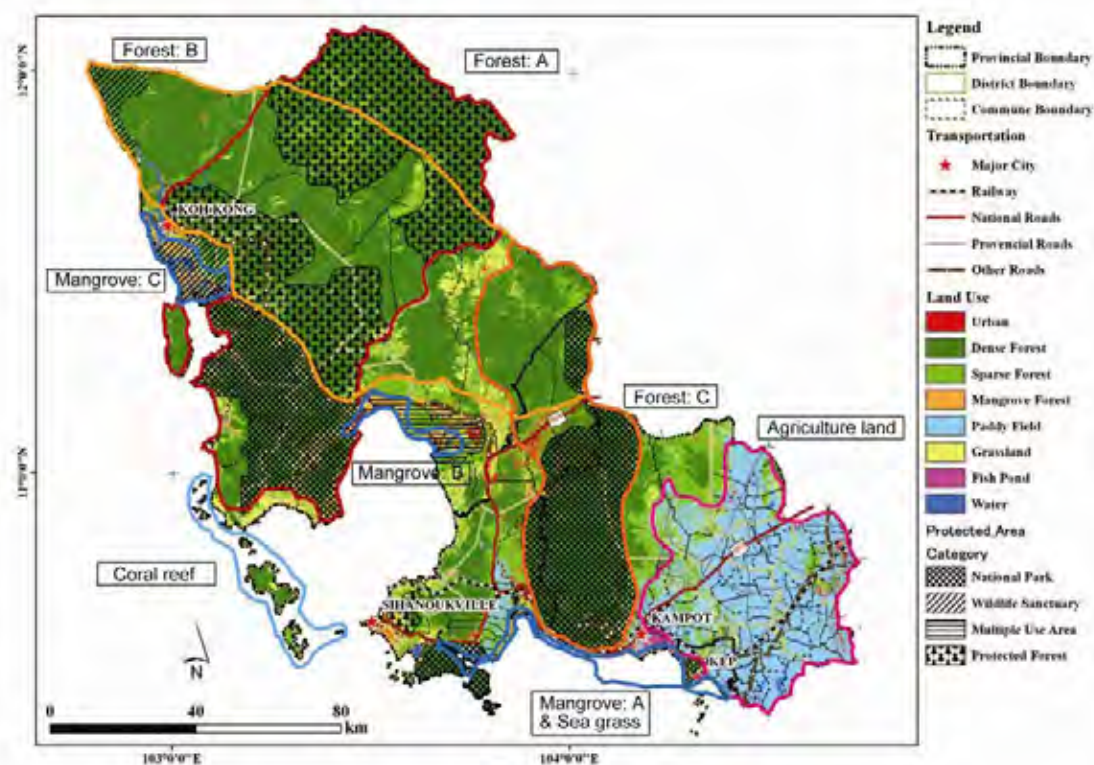 Forest: B
Forest: A
12°0'0"N
KOH KONG
Mangrove: C
Forest: C
Agriculture land
Mangrove: B
11°0'0"N
Coral reef
SIHANOUKVILLE
KAMPOT
KEP
N
Mangrove: A
& Sea grass
0 40 80
km
103°0'0"E
104°0'0"E
Legend
Provincial Boundary
District Boundary
Commune Boundary
Transportation
Major City
Railway
National Roads
Provencial Roads
Other Roads
Land Use
Urban
Dense Forest
Sparse Forest
Mangrove Forest
Paddy Field
Grassland
Fish Pond
Water
Protected_Area
Category
National Park
Wildlife Sanctuary
Multiple Use Area
Protected Forest